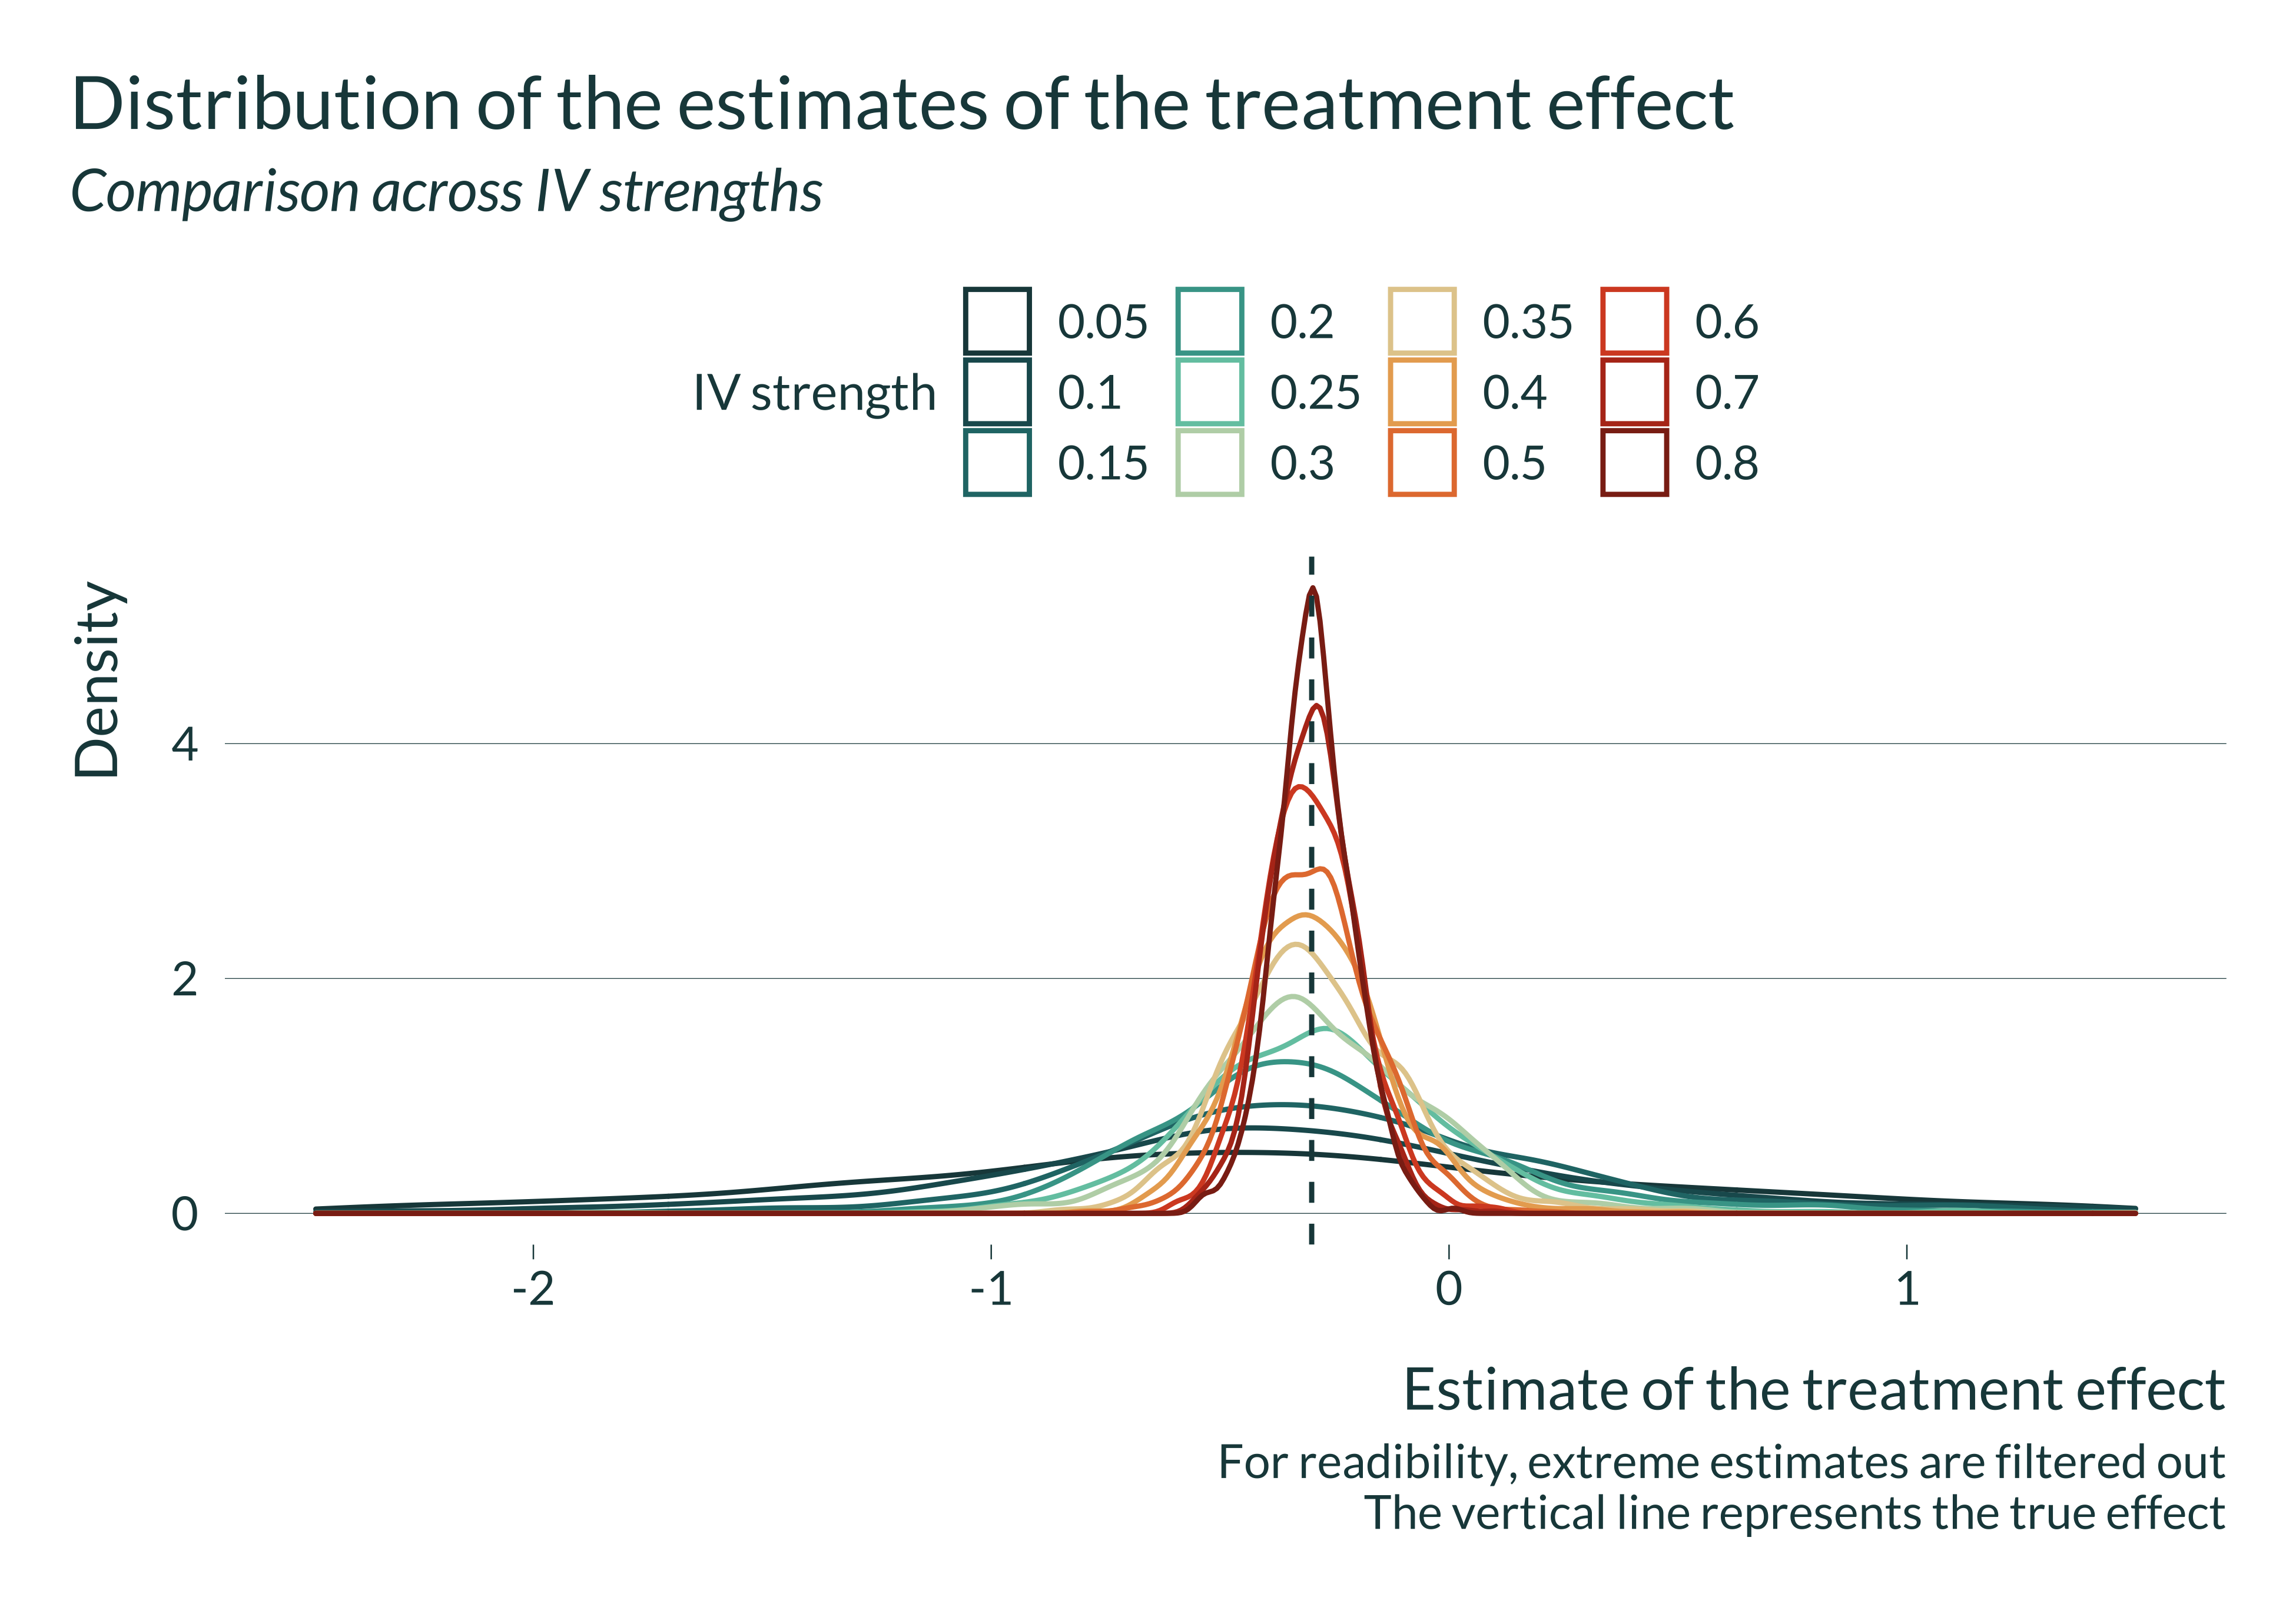 Distribution of the estimates of the treatment effect
Comparison across IV strengths
IV strength
0.05
0.1
0.15
0.2
0.25
0.3
0.35
0.4
0.5
0.6
0.7
0.8
Density
4
2
0
-2
-1
0
1
Estimate of the treatment effect
For readibility, extreme estimates are filtered out
The vertical line represents the true effect